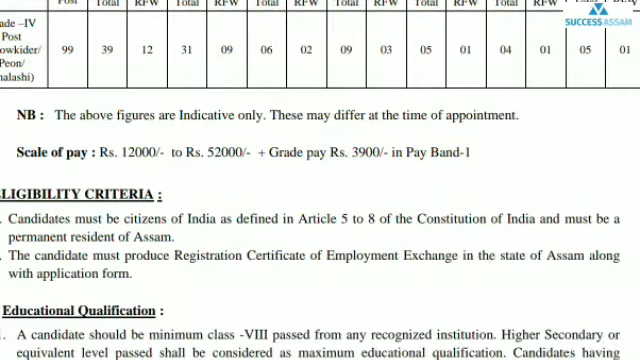 Post Total RFW Total RFW Total RFW Total RFW Total RFW Total RFW
SUCCESS ASSAM
ade –IV
Post
owkider/
Peon/
alashi)
99 39 12 31 09 06 02 09 03 05 01 04 01 05 01
NB : The above figures are Indicative only. These may differ at the time of appointment.
Scale of pay : Rs. 12000/- to Rs. 52000/- + Grade pay Rs. 3900/- in Pay Band-1
LIGIBILITY CRITERIA :
. Candidates must be citizens of India as defined in Article 5 to 8 of the Constitution of India and must be a
permanent resident of Assam.
. The candidate must produce Registration Certificate of Employment Exchange in the state of Assam along
with application form.
Educational Qualification :
. A candidate should be minimum class -VIII passed from any recognized institution. Higher Secondary or
equivalent level passed shall be considered as maximum educational qualification. Candidates having